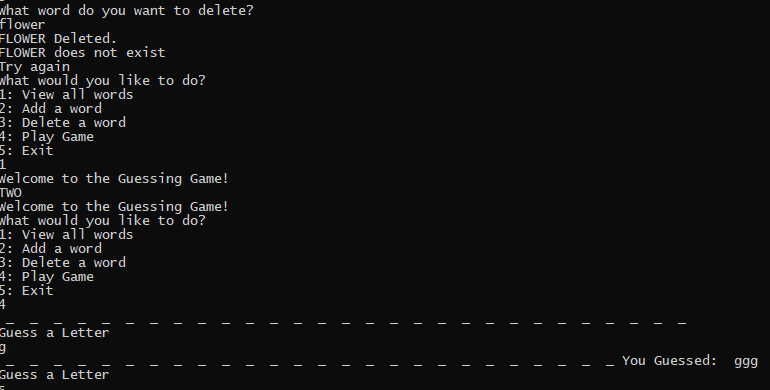 What word do you want to delete?
flower
FLOWER Deleted.
FLOWER does not exist
Try again
What would you like to do?
1: View all words
2: Add a word
3: Delete a word
4: Play Game
5: Exit
1
Welcome to the Guessing Game!
TWO
Welcome to the Guessing Game!
What would you like to do?
1: View all words
2: Add a word
3: Delete a word
4: Play Game
5: Exit
4
_ _ _ _ _ _ _ _ _ _ _ _ _ _ _ _ _ _ _ _ _ _ _ _ _ _ _ _ _
Guess a Letter
g
_ _ _ _ _ _ _ _ _ _ _ _ _ _ _ _ _ _ _ _ _ _ _ _ _ _ You Guessed:  ggg
Guess a Letter
s